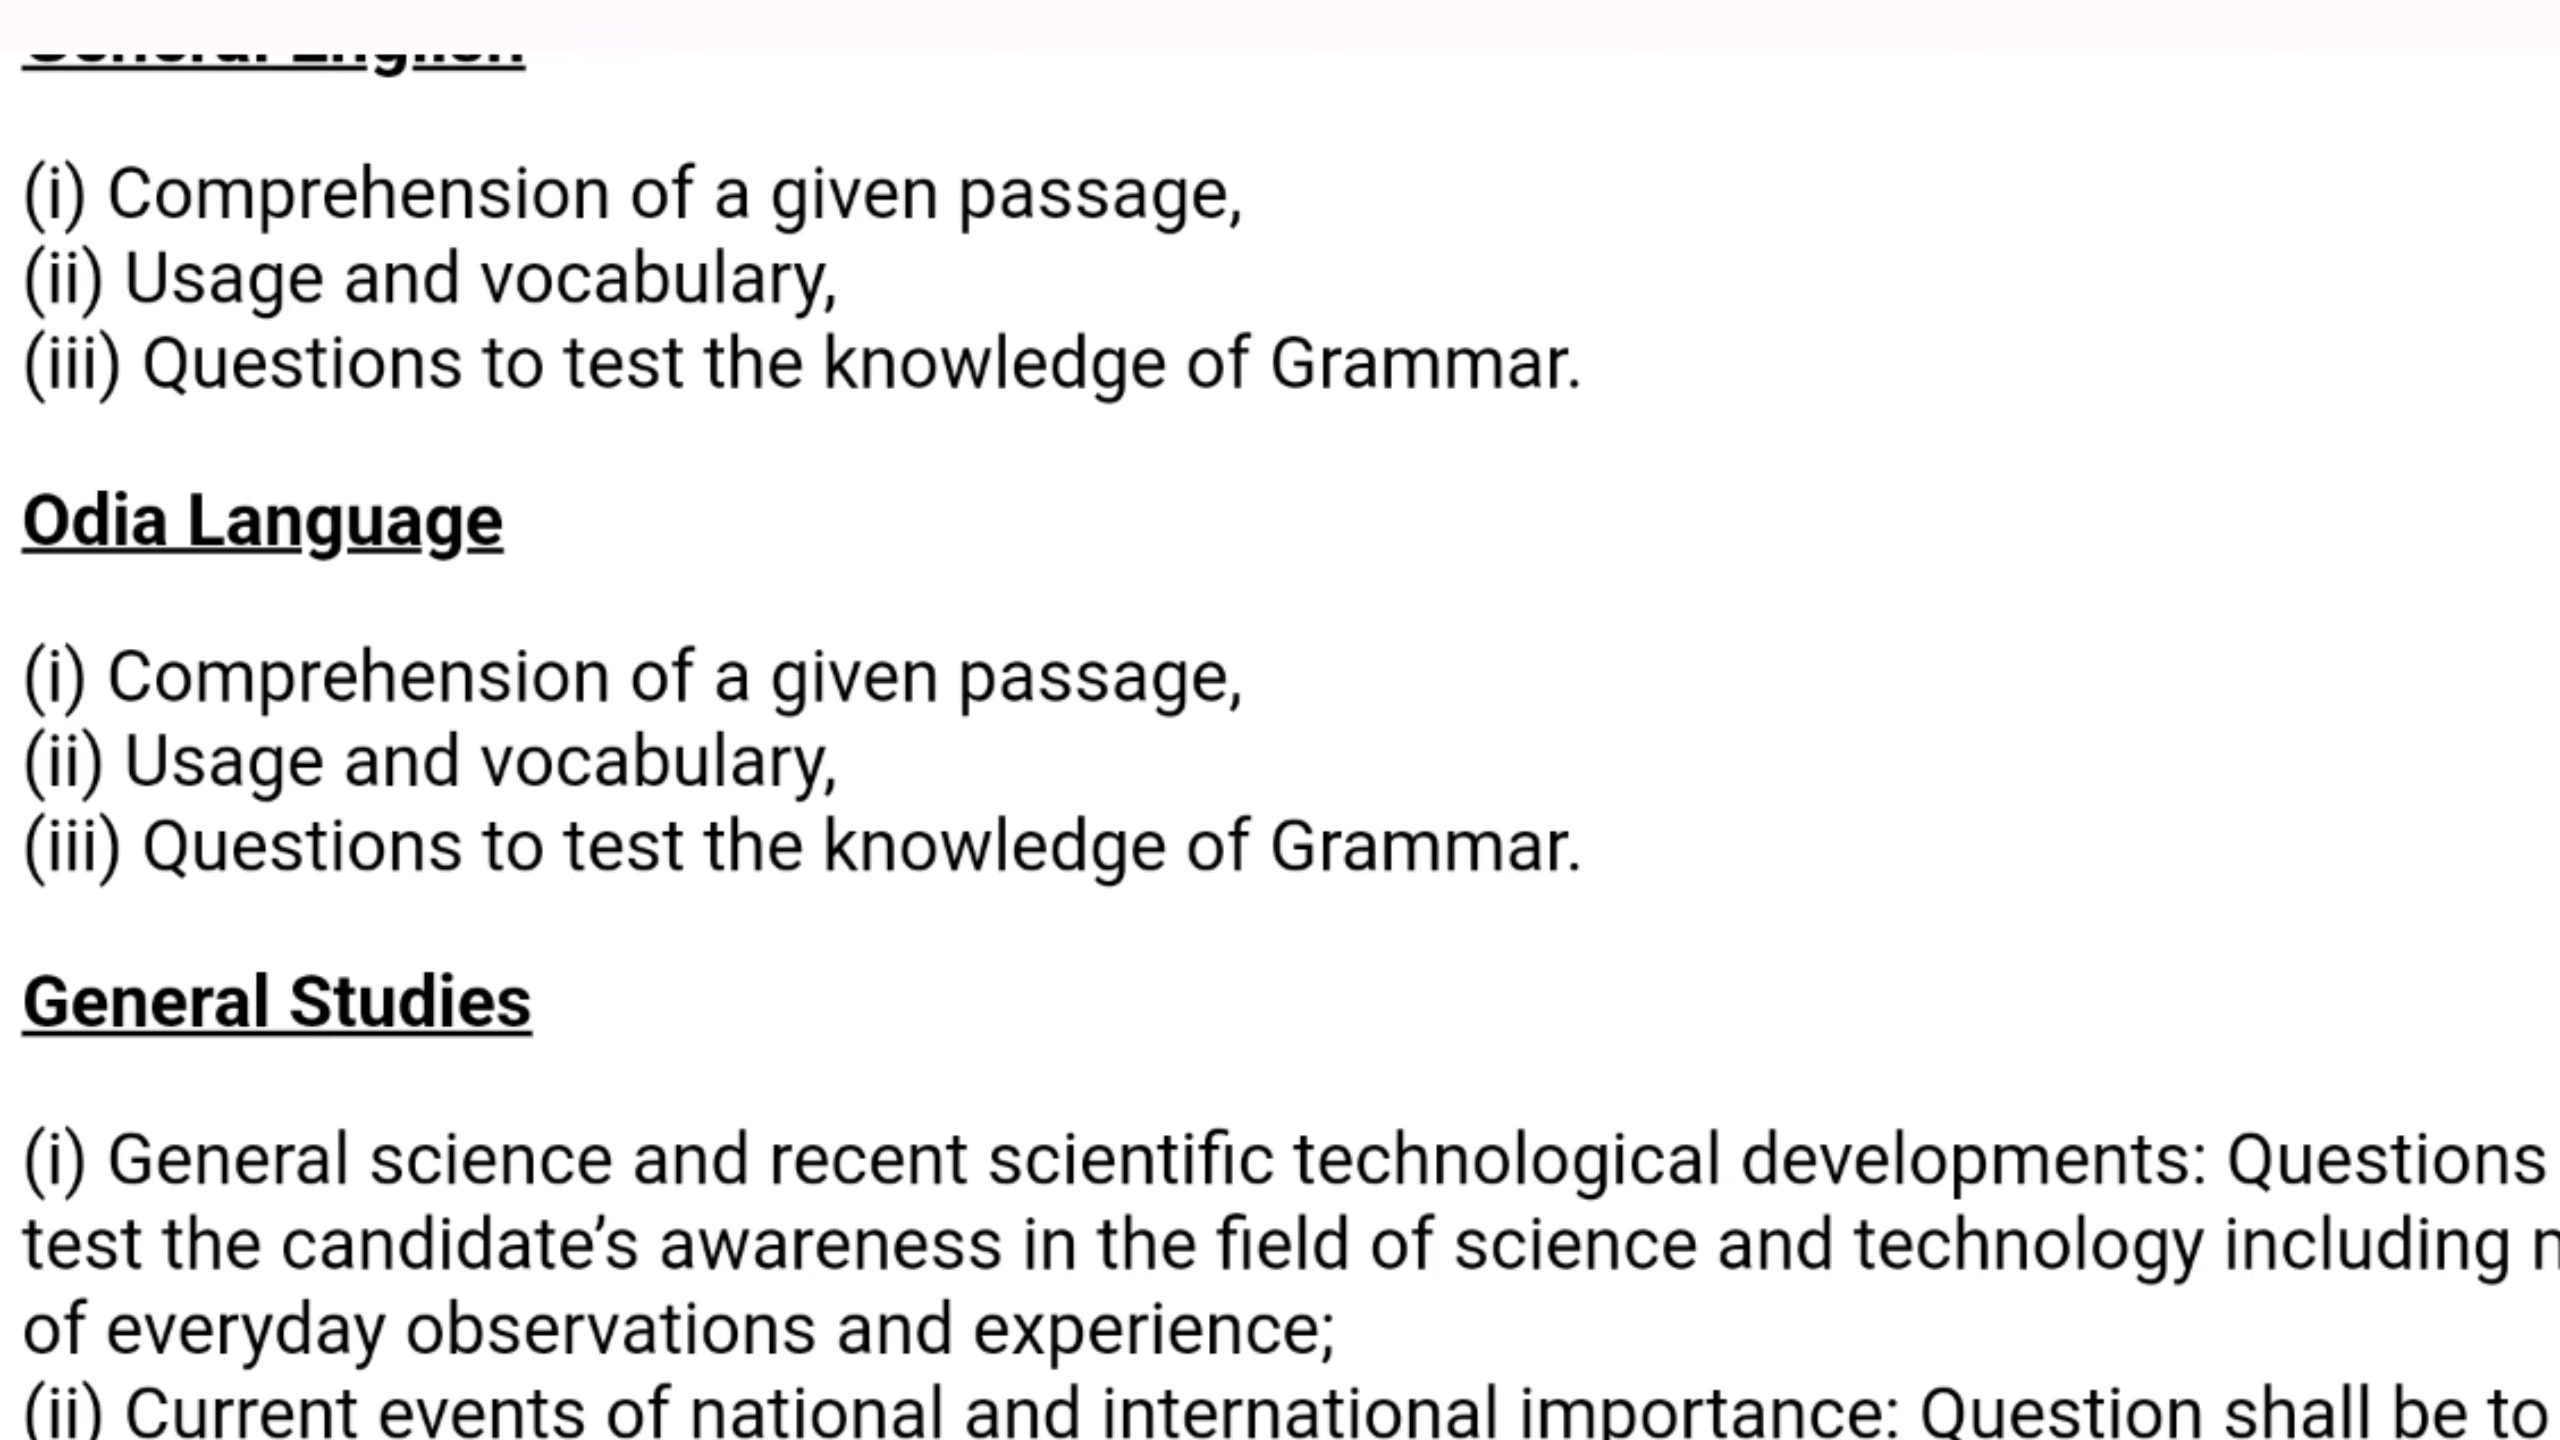 General English
(i) Comprehension of a given passage,
(ii) Usage and vocabulary,
(iii) Questions to test the knowledge of Grammar.
Odia Language
(i) Comprehension of a given passage,
(ii) Usage and vocabulary,
(iii) Questions to test the knowledge of Grammar.
General Studies
(i) General science and recent scientific technological developments: Questions
test the candidate’s awareness in the field of science and technology including
of everyday observations and experience;
(ii) Current events of national and international importance: Question shall be to